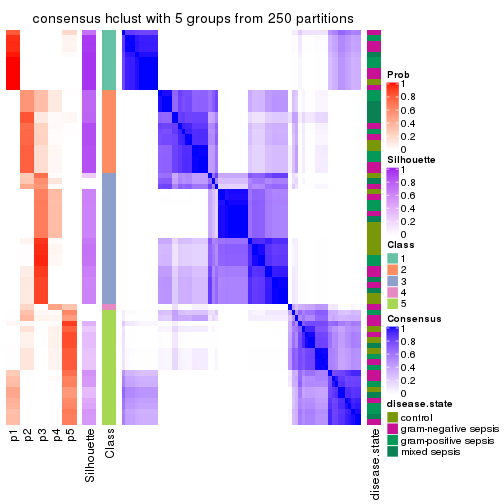 consensus hclust with 5 groups from 250 partitions
Prob
1
0.8
0.6
0.4
0.2
0
Silhouette
1
0.8
0.6
0.4
0.2
0
Class
1
2
3
4
5
Consensus
1
0.8
0.6
0.4
0.2
0
disease.state
control
gram-negative sepsis
gram-positive sepsis
mixed sepsis
p1
p2
p3
p4
p5
Silhouette
Class
disease.state